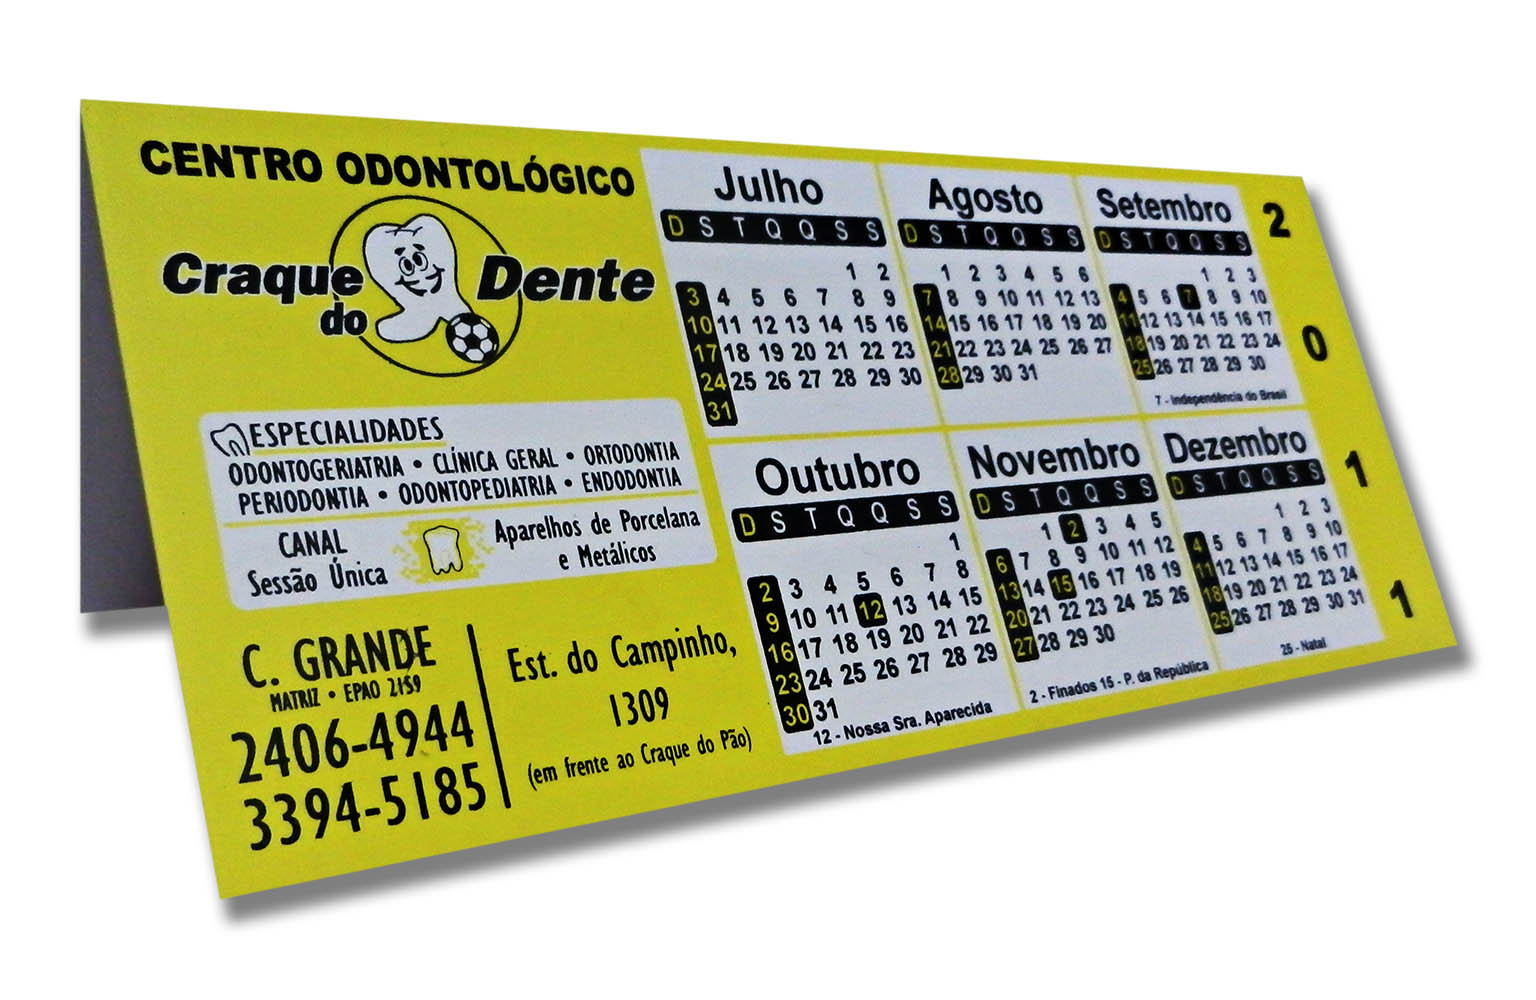 CENTRO ODONTOLÓGICO
Craque do Dente
ESPECIALIDADES
ODONTOGERIATRIA • CLÍNICA GERAL • ORTODONTIA
PERIODONTIA • ODONTOPEDIATRIA • ENDODONTIA
CANAL
Sessão Única
Aparelhos de Porcelana
e Metálicos
C. GRANDE
MATRIZ • EPAO 2159
2406-4944
3394-5185
Est. do Campinho,
1309
(em frente ao Craque do Pão)
Julho
D S T Q Q S S
1 2
3 4 5 6 7 8 9
10 11 12 13 14 15 16
17 18 19 20 21 22 23
24 25 26 27 28 29 30
31
Agosto
D S T Q Q S S
1 2 3 4 5 6
7 8 9 10 11 12 13
14 15 16 17 18 19 20
21 22 23 24 25 26 27
28 29 30 31
Setembro
D S T Q Q S S
1 2 3
4 5 6 7 8 9 10
11 12 13 14 15 16 17
18 19 20 21 22 23 24
25 26 27 28 29 30
7 - Independência do Brasil
Outubro
D S T Q Q S S
1
2 3 4 5 6 7 8
9 10 11 12 13 14 15
16 17 18 19 20 21 22
23 24 25 26 27 28 29
30 31
12 - Nossa Sra. Aparecida
Novembro
D S T Q Q S S
1 2 3 4 5
6 7 8 9 10 11 12
13 14 15 16 17 18 19
20 21 22 23 24 25 26
27 28 29 30
2 - Finados 15 - P. da República
Dezembro
D S T Q Q S S
1 2 3
4 5 6 7 8 9 10
11 12 13 14 15 16 17
18 19 20 21 22 23 24
25 26 27 28 29 30 31
25 - Natal
2
0
1
1